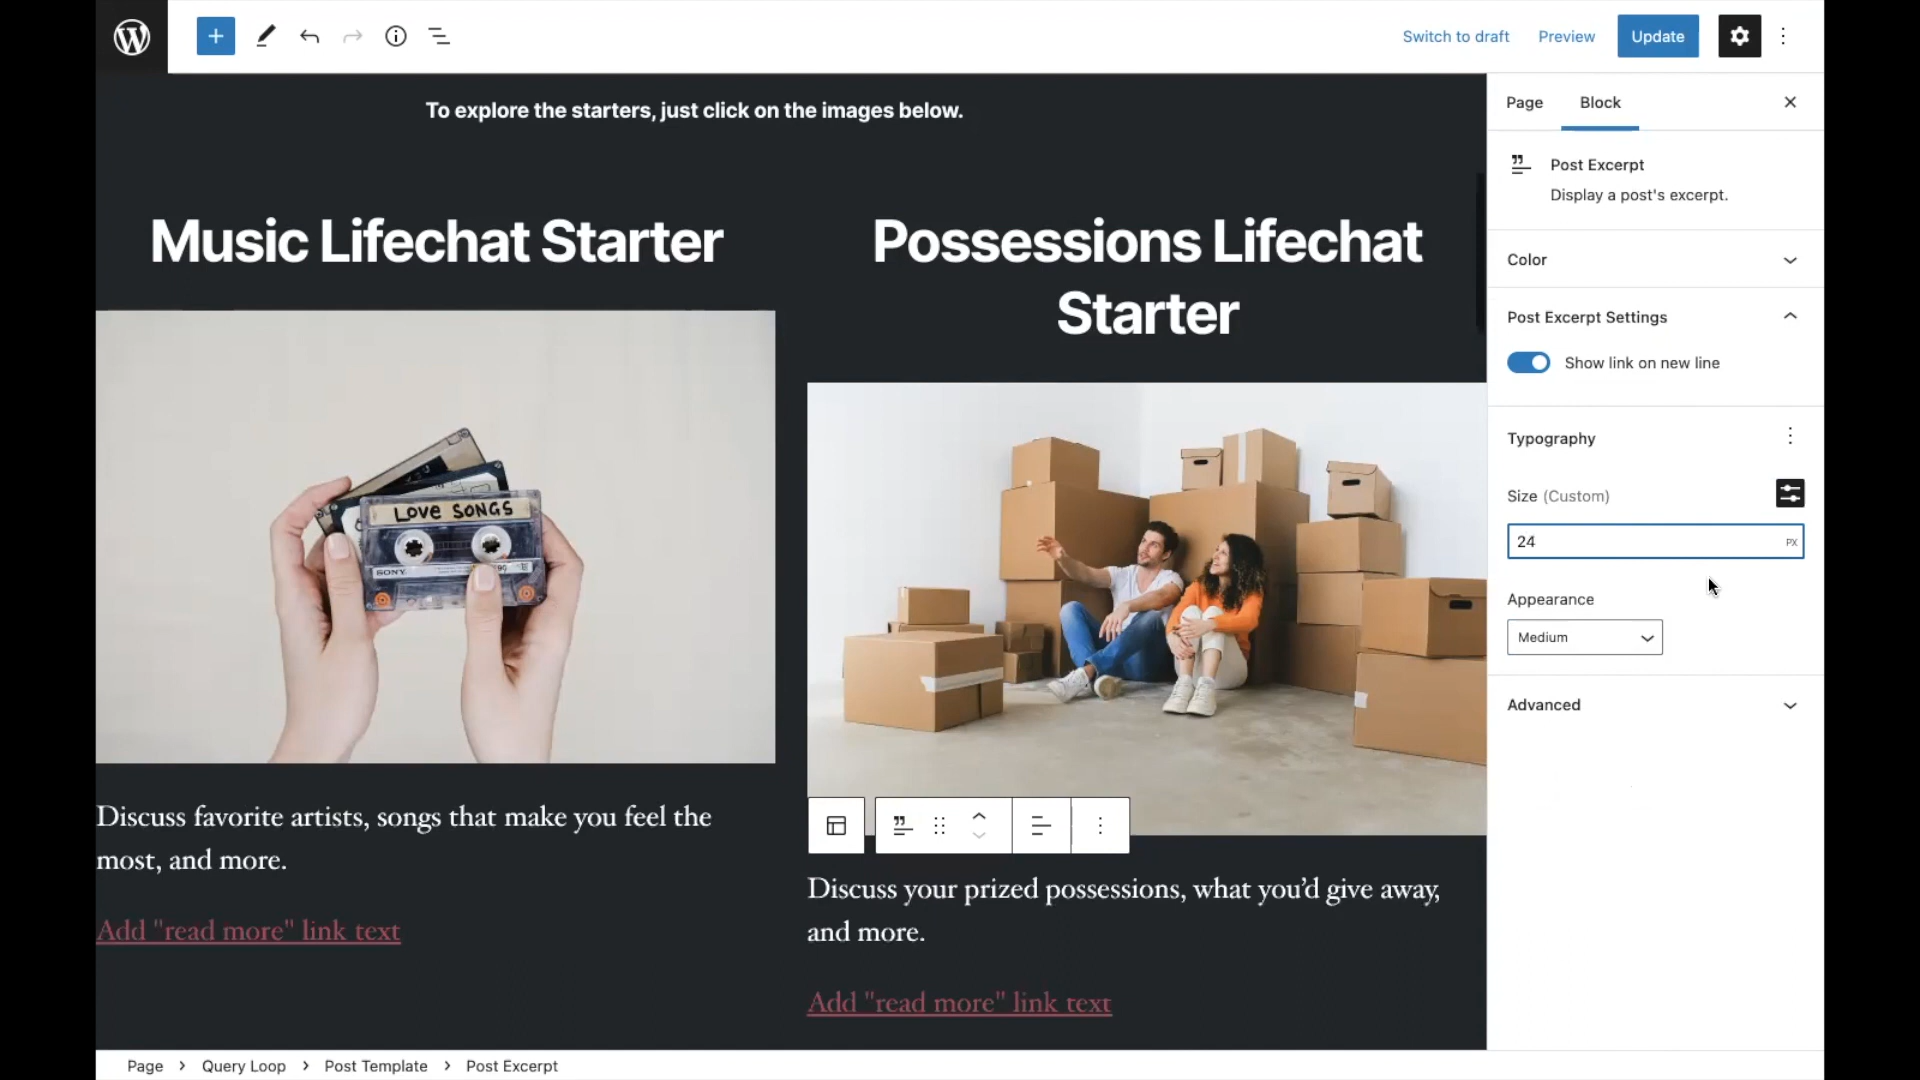 Switch to draft
Preview
Update
To explore the starters, just click on the images below.
Music Lifechat Starter
Possessions Lifechat
Starter
LOVE SONGS
SONY
90
Discuss favorite artists, songs that make you feel the
most, and more.
Add "read more" link text
Discuss your prized possessions, what you’d give away,
and more.
Add "read more" link text
Page
Block
Post Excerpt
Display a post's excerpt.
Color
Post Excerpt Settings
Show link on new line
Typography
Size (Custom)
24
PX
Appearance
Medium
Advanced
Page > Query Loop > Post Template > Post Excerpt